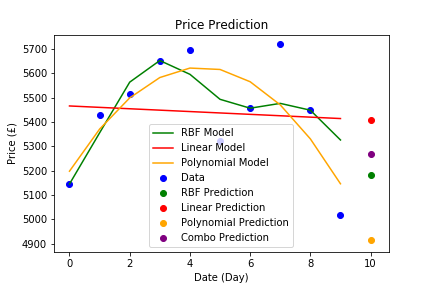 Price Prediction
Price (£)
5700
5600
5500
5400
5300
5200
5100
5000
4900
RBF Model
Linear Model
Polynomial Model
Data
RBF Prediction
Linear Prediction
Polynomial Prediction
Combo Prediction
0 2 4 6 8 10
Date (Day)